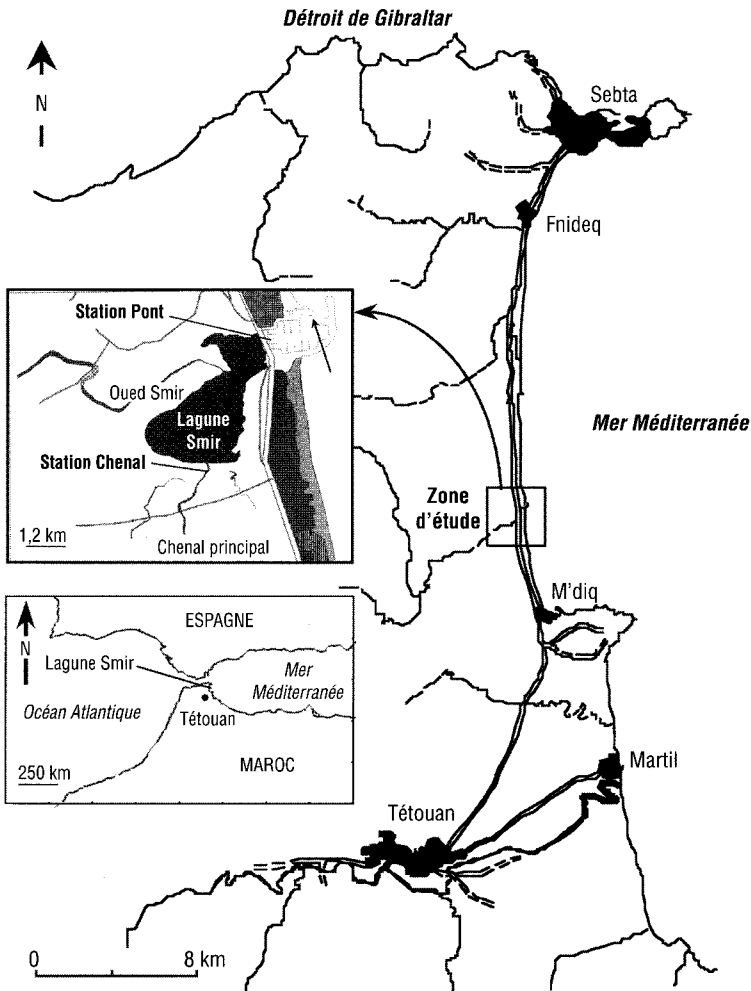 Détroit de Gibraltar
N
Sebta
Fnideq
Station Pont
Oued Smir
Lagune
Smir
Station Chenal
1,2 km
Chenal principal
Mer Méditerranée
Zone
d'étude
M'diq
ESPAGNE
N
Lagune Smir
Mer
Méditerranée
Océan Atlantique
Tétouan
250 km
MAROC
Martil
Tétouan
0 8 km